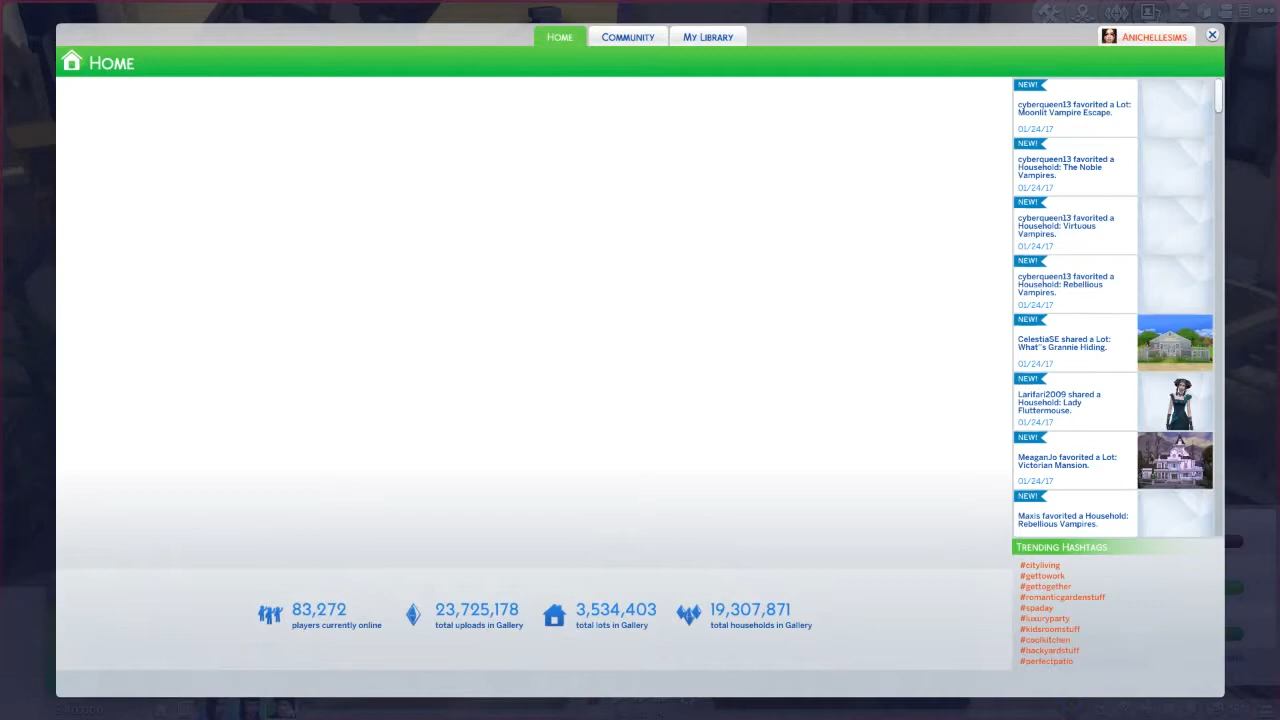 HOME
COMMUNITY
MY LIBRARY
ANICHELLESIMS
HOME
NEW!
cyberqueen13 favorited a Lot:
Moonlit Vampire Escape.
01/24/17
NEW!
cyberqueen13 favorited a
Household: The Noble
Vampires.
01/24/17
NEW!
cyberqueen13 favorited a
Household: Virtuous
Vampires.
01/24/17
NEW!
cyberqueen13 favorited a
Household: Rebellious
Vampires.
01/24/17
NEW!
CelestiaSE shared a Lot:
What''s Grannie Hiding.
01/24/17
NEW!
Larifari2009 shared a
Household: Lady
Fluttermouse.
01/24/17
NEW!
MeaganJo favorited a Lot:
Victorian Mansion.
01/24/17
NEW!
Maxis favorited a Household:
Rebellious Vampires.
TRENDING HASHTAGS
#cityliving
#gettowork
#gettogether
#romanticgardenstuff
#spaday
#luxuryparty
#kidsroomstuff
#coolkitchen
#backyardstuff
#perfectpatio
83,272
players currently online
23,725,178
total uploads in Gallery
3,534,403
total lots in Gallery
19,307,871
total households in Gallery